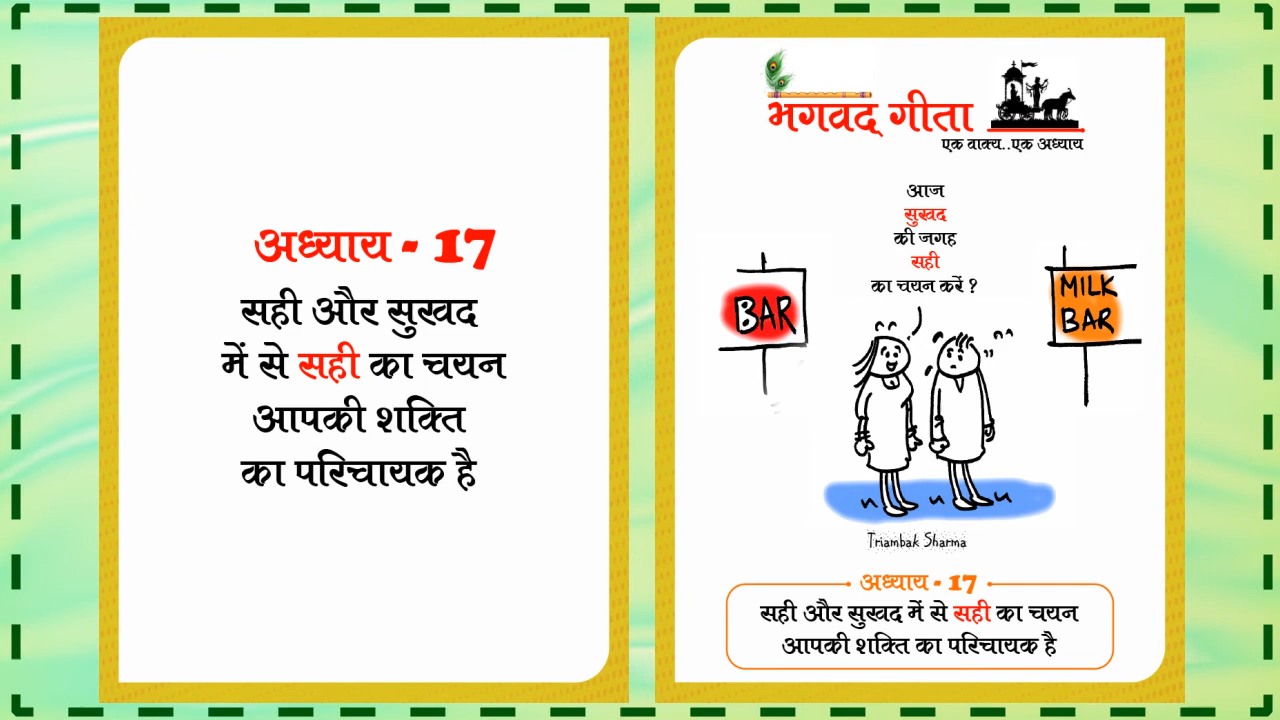 अध्याय - 17
सही और सुखद
में से सही का चयन
आपकी शक्ति
का परिचायक है
भगवद् गीता
एक वाक्य..एक अध्याय
आज
सुखद
की जगह
सही
का चयन करें ?
BAR
MILK
BAR
Triambak Sharma
अध्याय - 17
सही और सुखद में से सही का चयन
आपकी शक्ति का परिचायक है